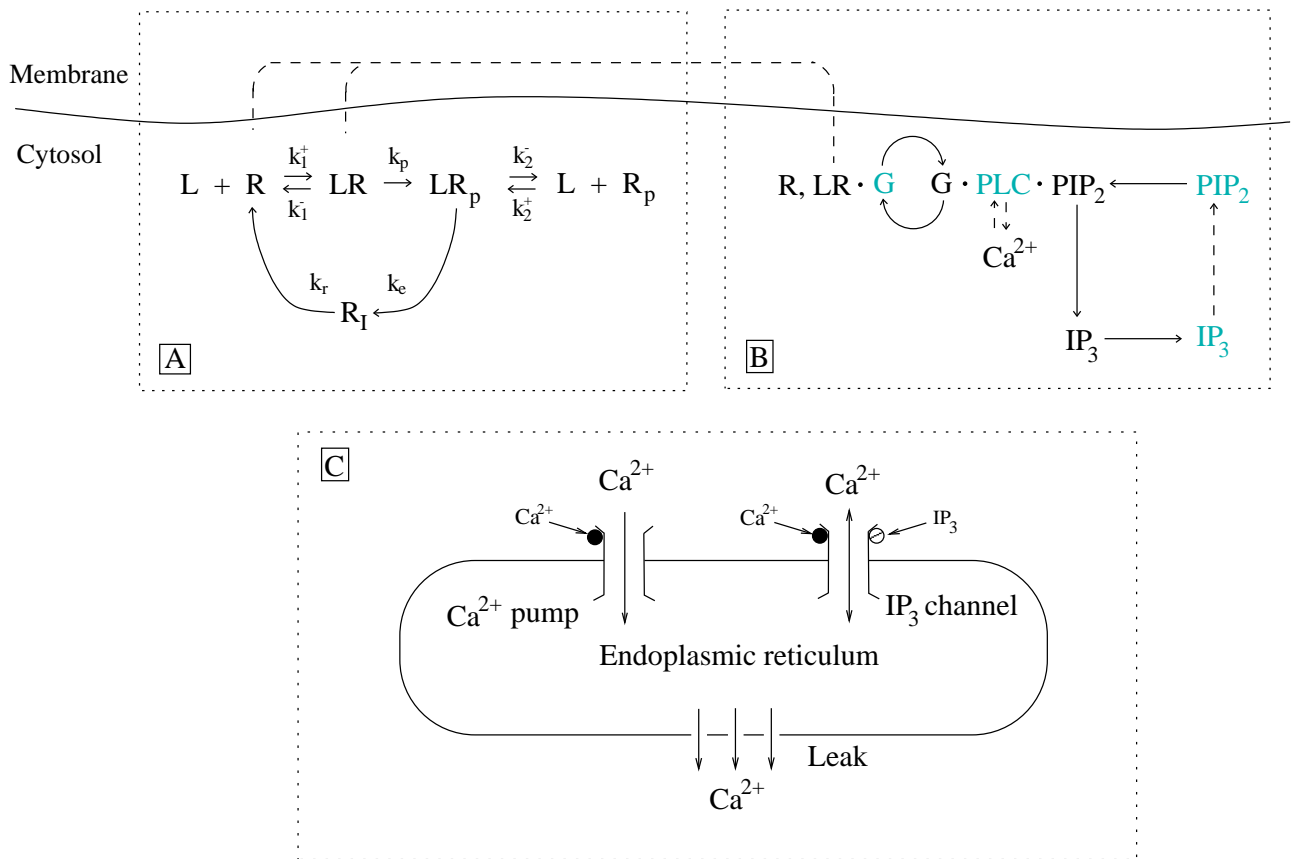 Membrane
Cytosol
L + R k₁⁺ k₁⁻ LR kₚ LRₚ k₂⁻ k₂⁺ L + Rₚ
kᵣ Rᵢ kₑ
A
R, LR · G G · PLC · PIP₂ PIP₂
Ca²⁺
IP₃ IP₃
B
C
Ca²⁺ Ca²⁺
Ca²⁺ Ca²⁺ IP₃
Ca²⁺ pump IP₃ channel
Endoplasmic reticulum
Leak
Ca²⁺